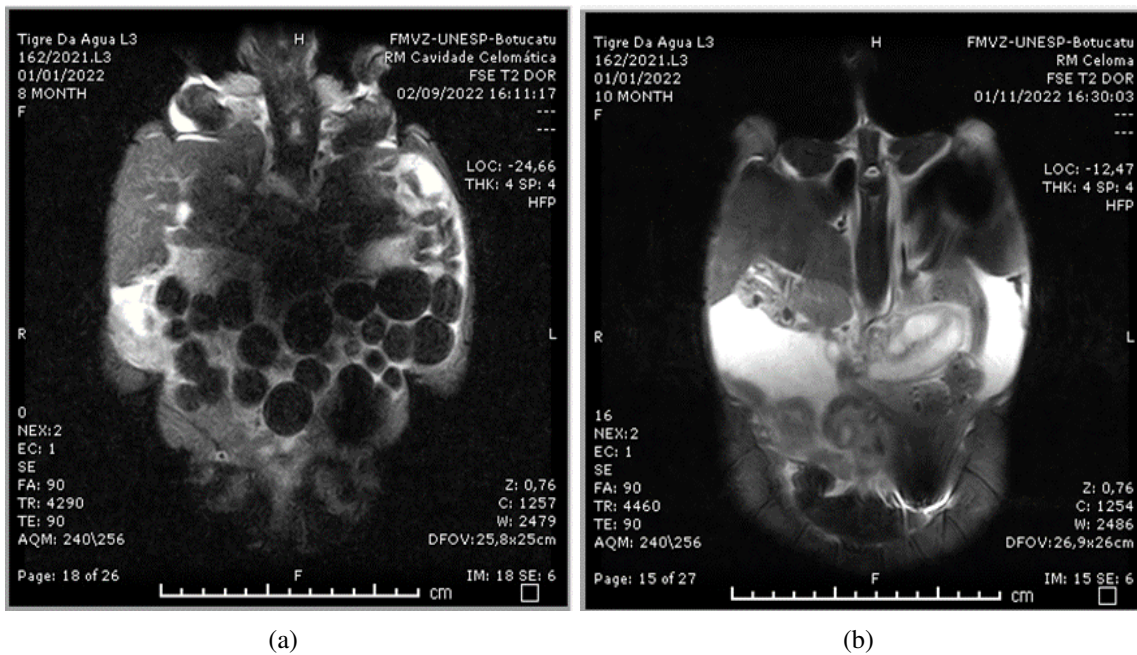 Tigre Da Agua L3
162/2021.L3
01/01/2022
8 MONTH
F
H
FMVZ-UNESP-Botucatu
RM Cavidade Celomática
FSE T2 DOR
02/09/2022 16:11:17
---
---
LOC: -24,66
THK: 4 SP: 4
HFP
R
L
0
NEX:2
EC: 1
SE
FA: 90
TR: 4290
TE: 90
AQM: 240\256
Z: 0,76
C: 1257
W: 2479
DFOV:25,8x25cm
Page: 18 of 26
F
IM: 18 SE: 6
cm
(a)
Tigre Da Agua L3
162/2021.L3
01/01/2022
10 MONTH
F
H
FMVZ-UNESP-Botucatu
RM Celoma
FSE T2 DOR
01/11/2022 16:30:03
---
---
LOC: -12,47
THK: 4 SP: 4
HFP
R
L
16
NEX:2
EC: 1
SE
FA: 90
TR: 4460
TE: 90
AQM: 240\256
Z: 0,76
C: 1254
W: 2486
DFOV:26,9x26cm
Page: 15 of 27
F
IM: 15 SE: 6
cm
(b)